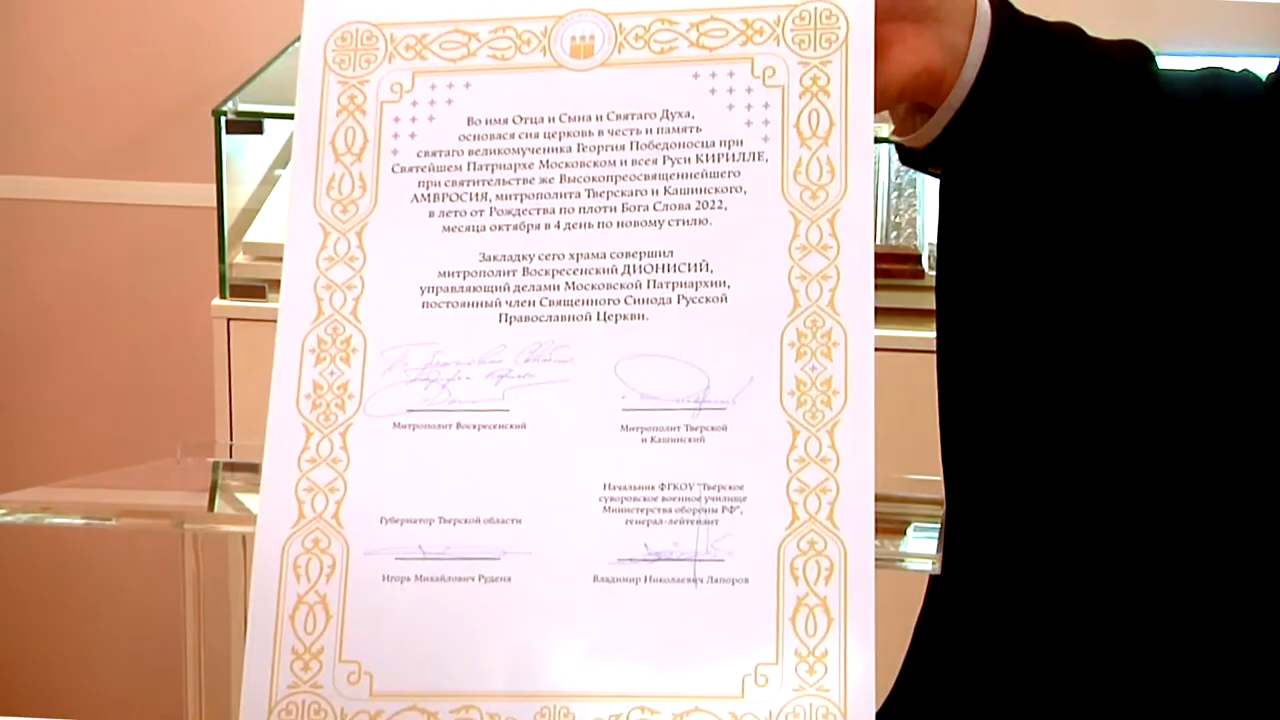 Во имя Отца и Сына и Святаго Духа,
основася сия церковь в честь и память
святаго великомученика Георгия Победоносца при
Святейшем Патриархе Московском и всея Руси КИРИЛЛЕ,
при святительстве же Высокопреосвященнейшего
АМВРОСИЯ, митрополита Тверскаго и Кашинского,
в лето от Рождества по плоти Бога Слова 2022,
месяца октября в 4 день по новому стилю.
Закладку сего храма совершил
митрополит Воскресенский ДИОНИСИЙ,
управляющий делами Московской Патриархии,
постоянный член Священного Синода Русской
Православной Церкви.
Митрополит Воскресенский
Митрополит Тверской
и Кашинский
Губернатор Тверской области
Игорь Михайлович Руденя
Начальник ФГКОУ "Тверское
суворовское военное училище
Министерства обороны РФ",
генерал-лейтенант
Владимир Николаевич Ляпоров